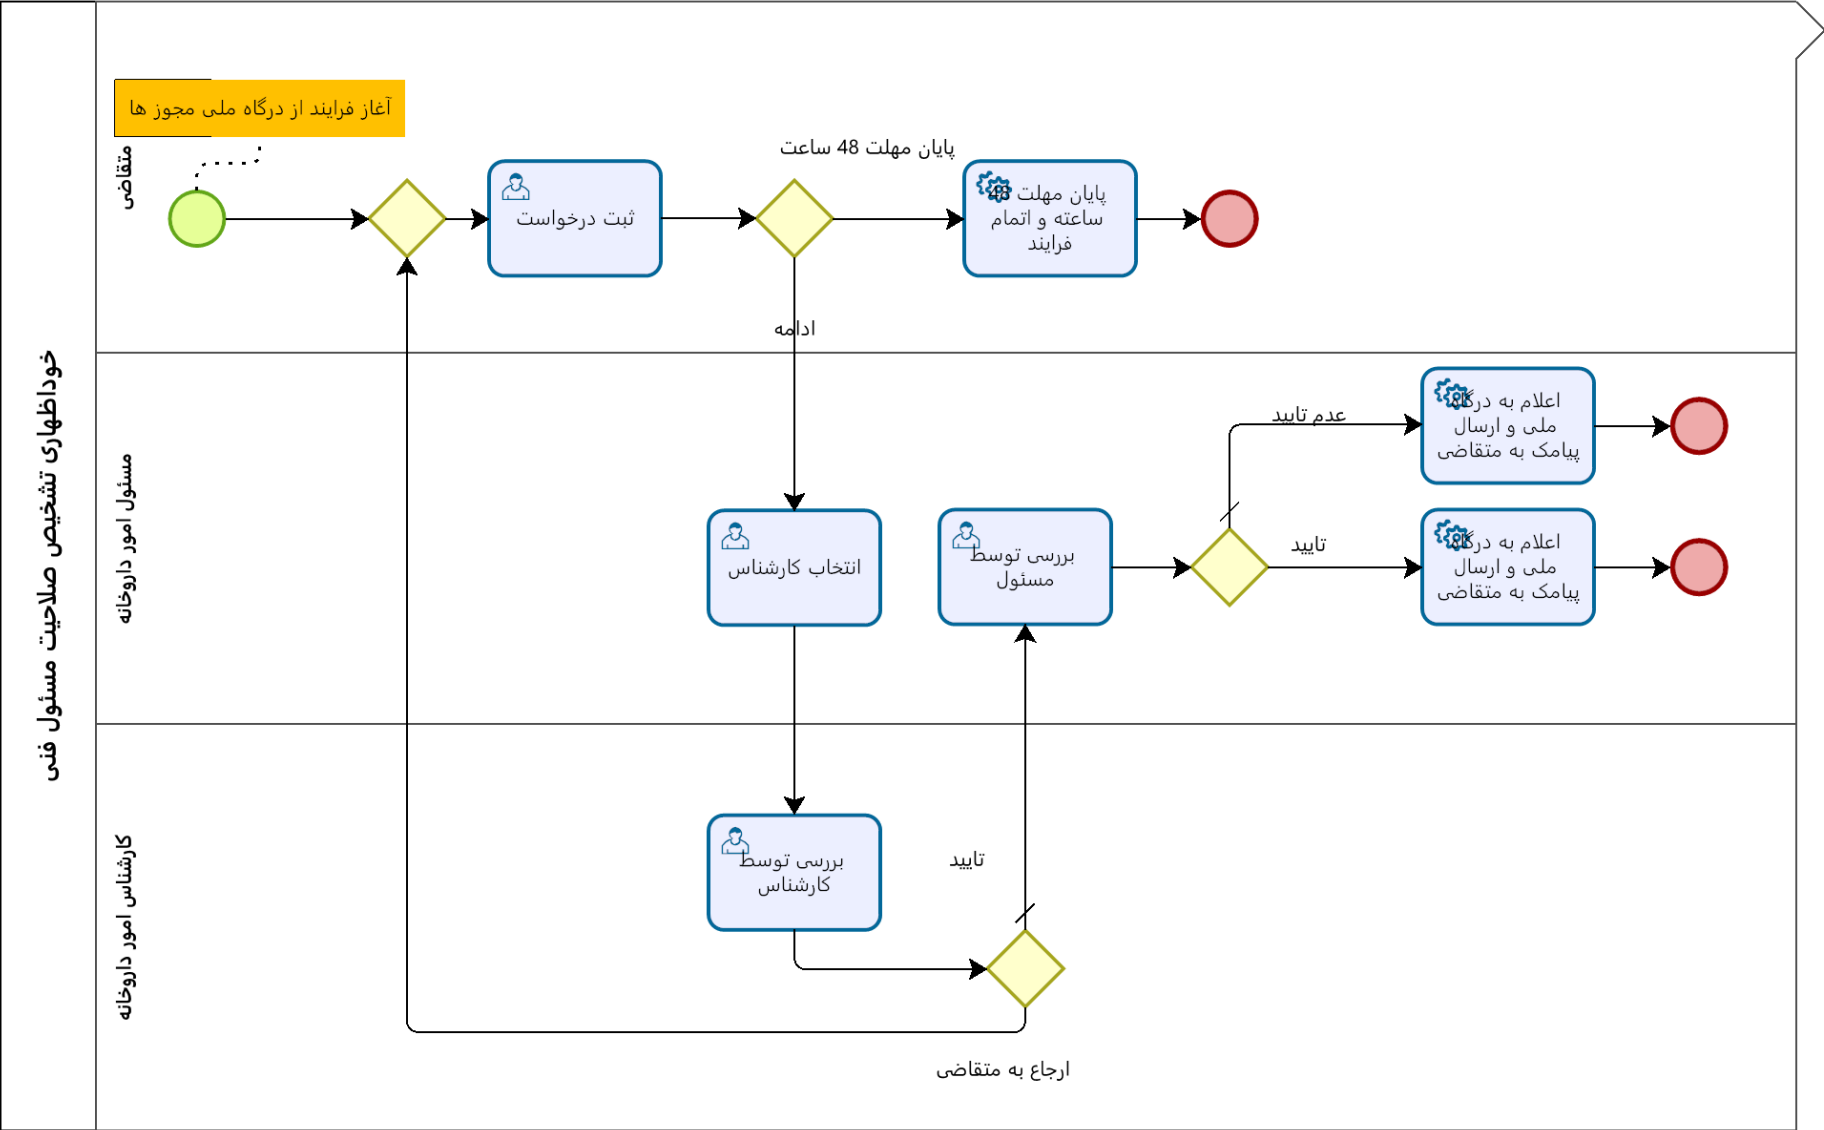 خوداظهاری تشخیص صلاحیت مسئول فنی
متقاضی
آغاز فرایند از درگاه ملی مجوز ها
ثبت درخواست
پایان مهلت 48 ساعت
پایان مهلت 48
ساعته و اتمام
فرایند
ادامه
مسئول امور داروخانه
انتخاب کارشناس
بررسی توسط
مسئول
عدم تایید
اعلام به درگاه
ملی و ارسال
پیامک به متقاضی
تایید
اعلام به درگاه
ملی و ارسال
پیامک به متقاضی
کارشناس امور داروخانه
بررسی توسط
کارشناس
تایید
ارجاع به متقاضی